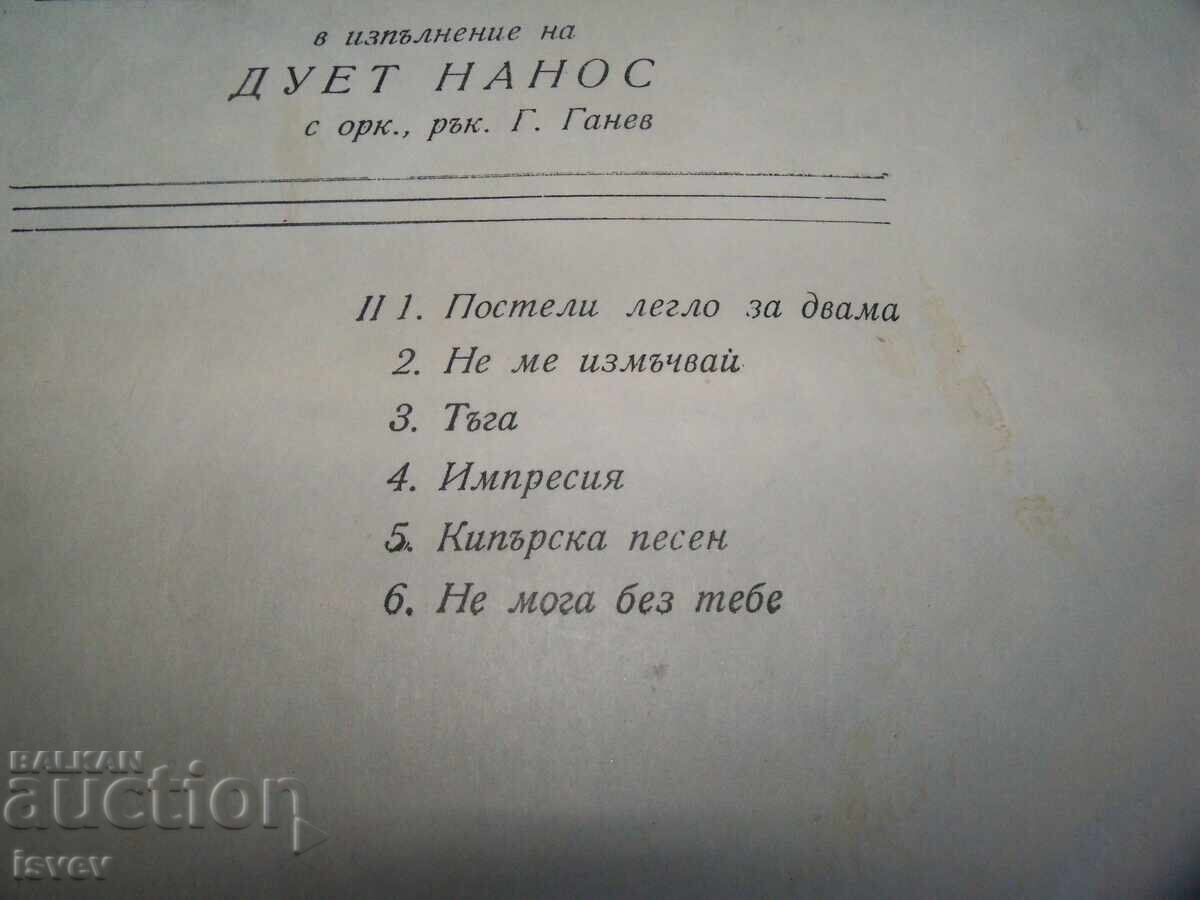 в изпълнение на
ДУЕТ НАНОС
с орк., рък. Г. Ганев
II 1. Постели легло за двама
2. Не ме измъчвай
3. Тъга
4. Импресия
5. Кипърска песен
6. Не мога без тебе
BALKAN
auction
isvev